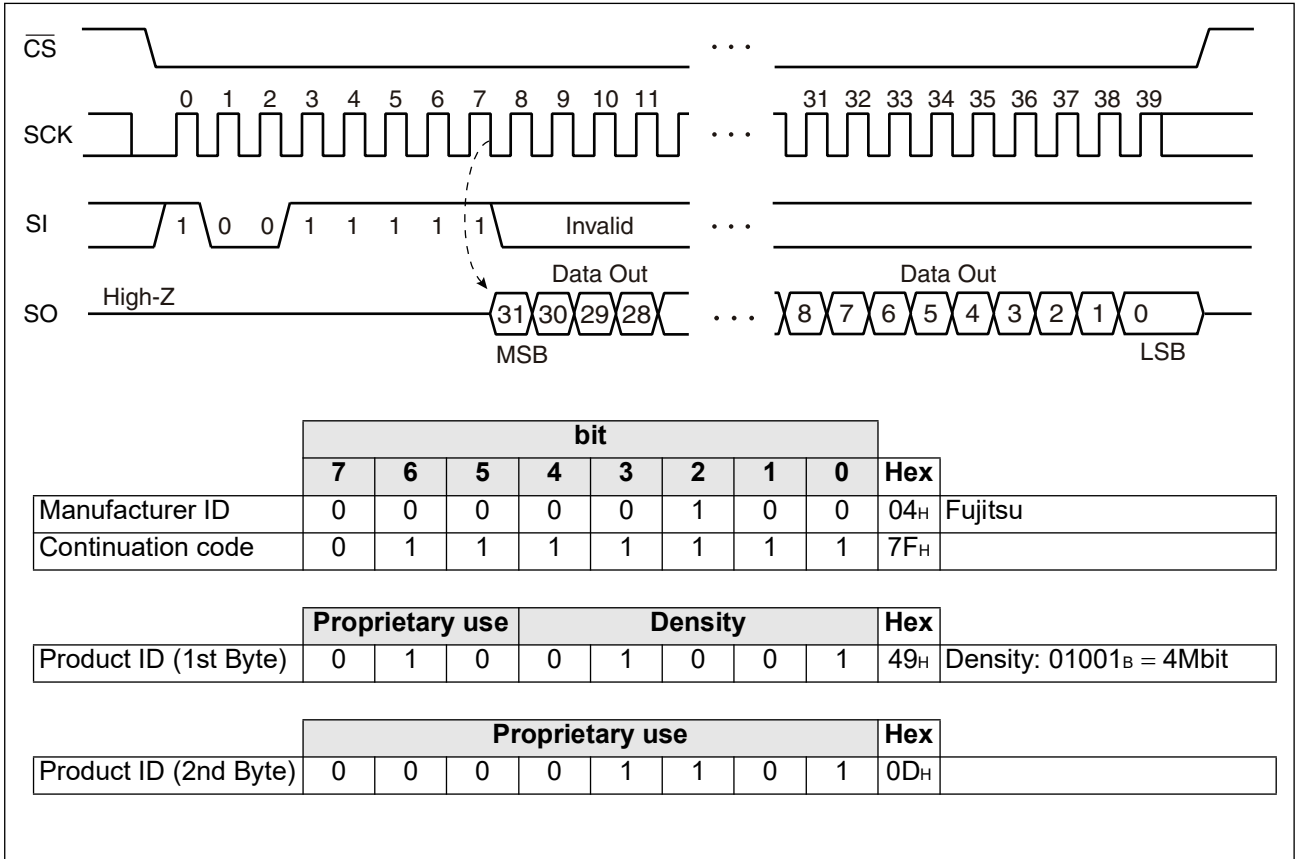 CS
0 1 2 3 4 5 6 7 8 9 10 11 31 32 33 34 35 36 37 38 39
SCK
SI 1 0 0 1 1 1 1 1 Invalid
Data Out Data Out
High-Z
SO 31 30 29 28 8 7 6 5 4 3 2 1 0
MSB LSB
bit
7 6 5 4 3 2 1 0 Hex
Manufacturer ID 0 0 0 0 0 1 0 0 04H Fujitsu
Continuation code 0 1 1 1 1 1 1 1 7FH
Proprietary use Density Hex
Product ID (1st Byte) 0 1 0 0 1 0 0 1 49H Density: 01001B = 4Mbit
Proprietary use Hex
Product ID (2nd Byte) 0 0 0 0 1 1 0 1 0DH